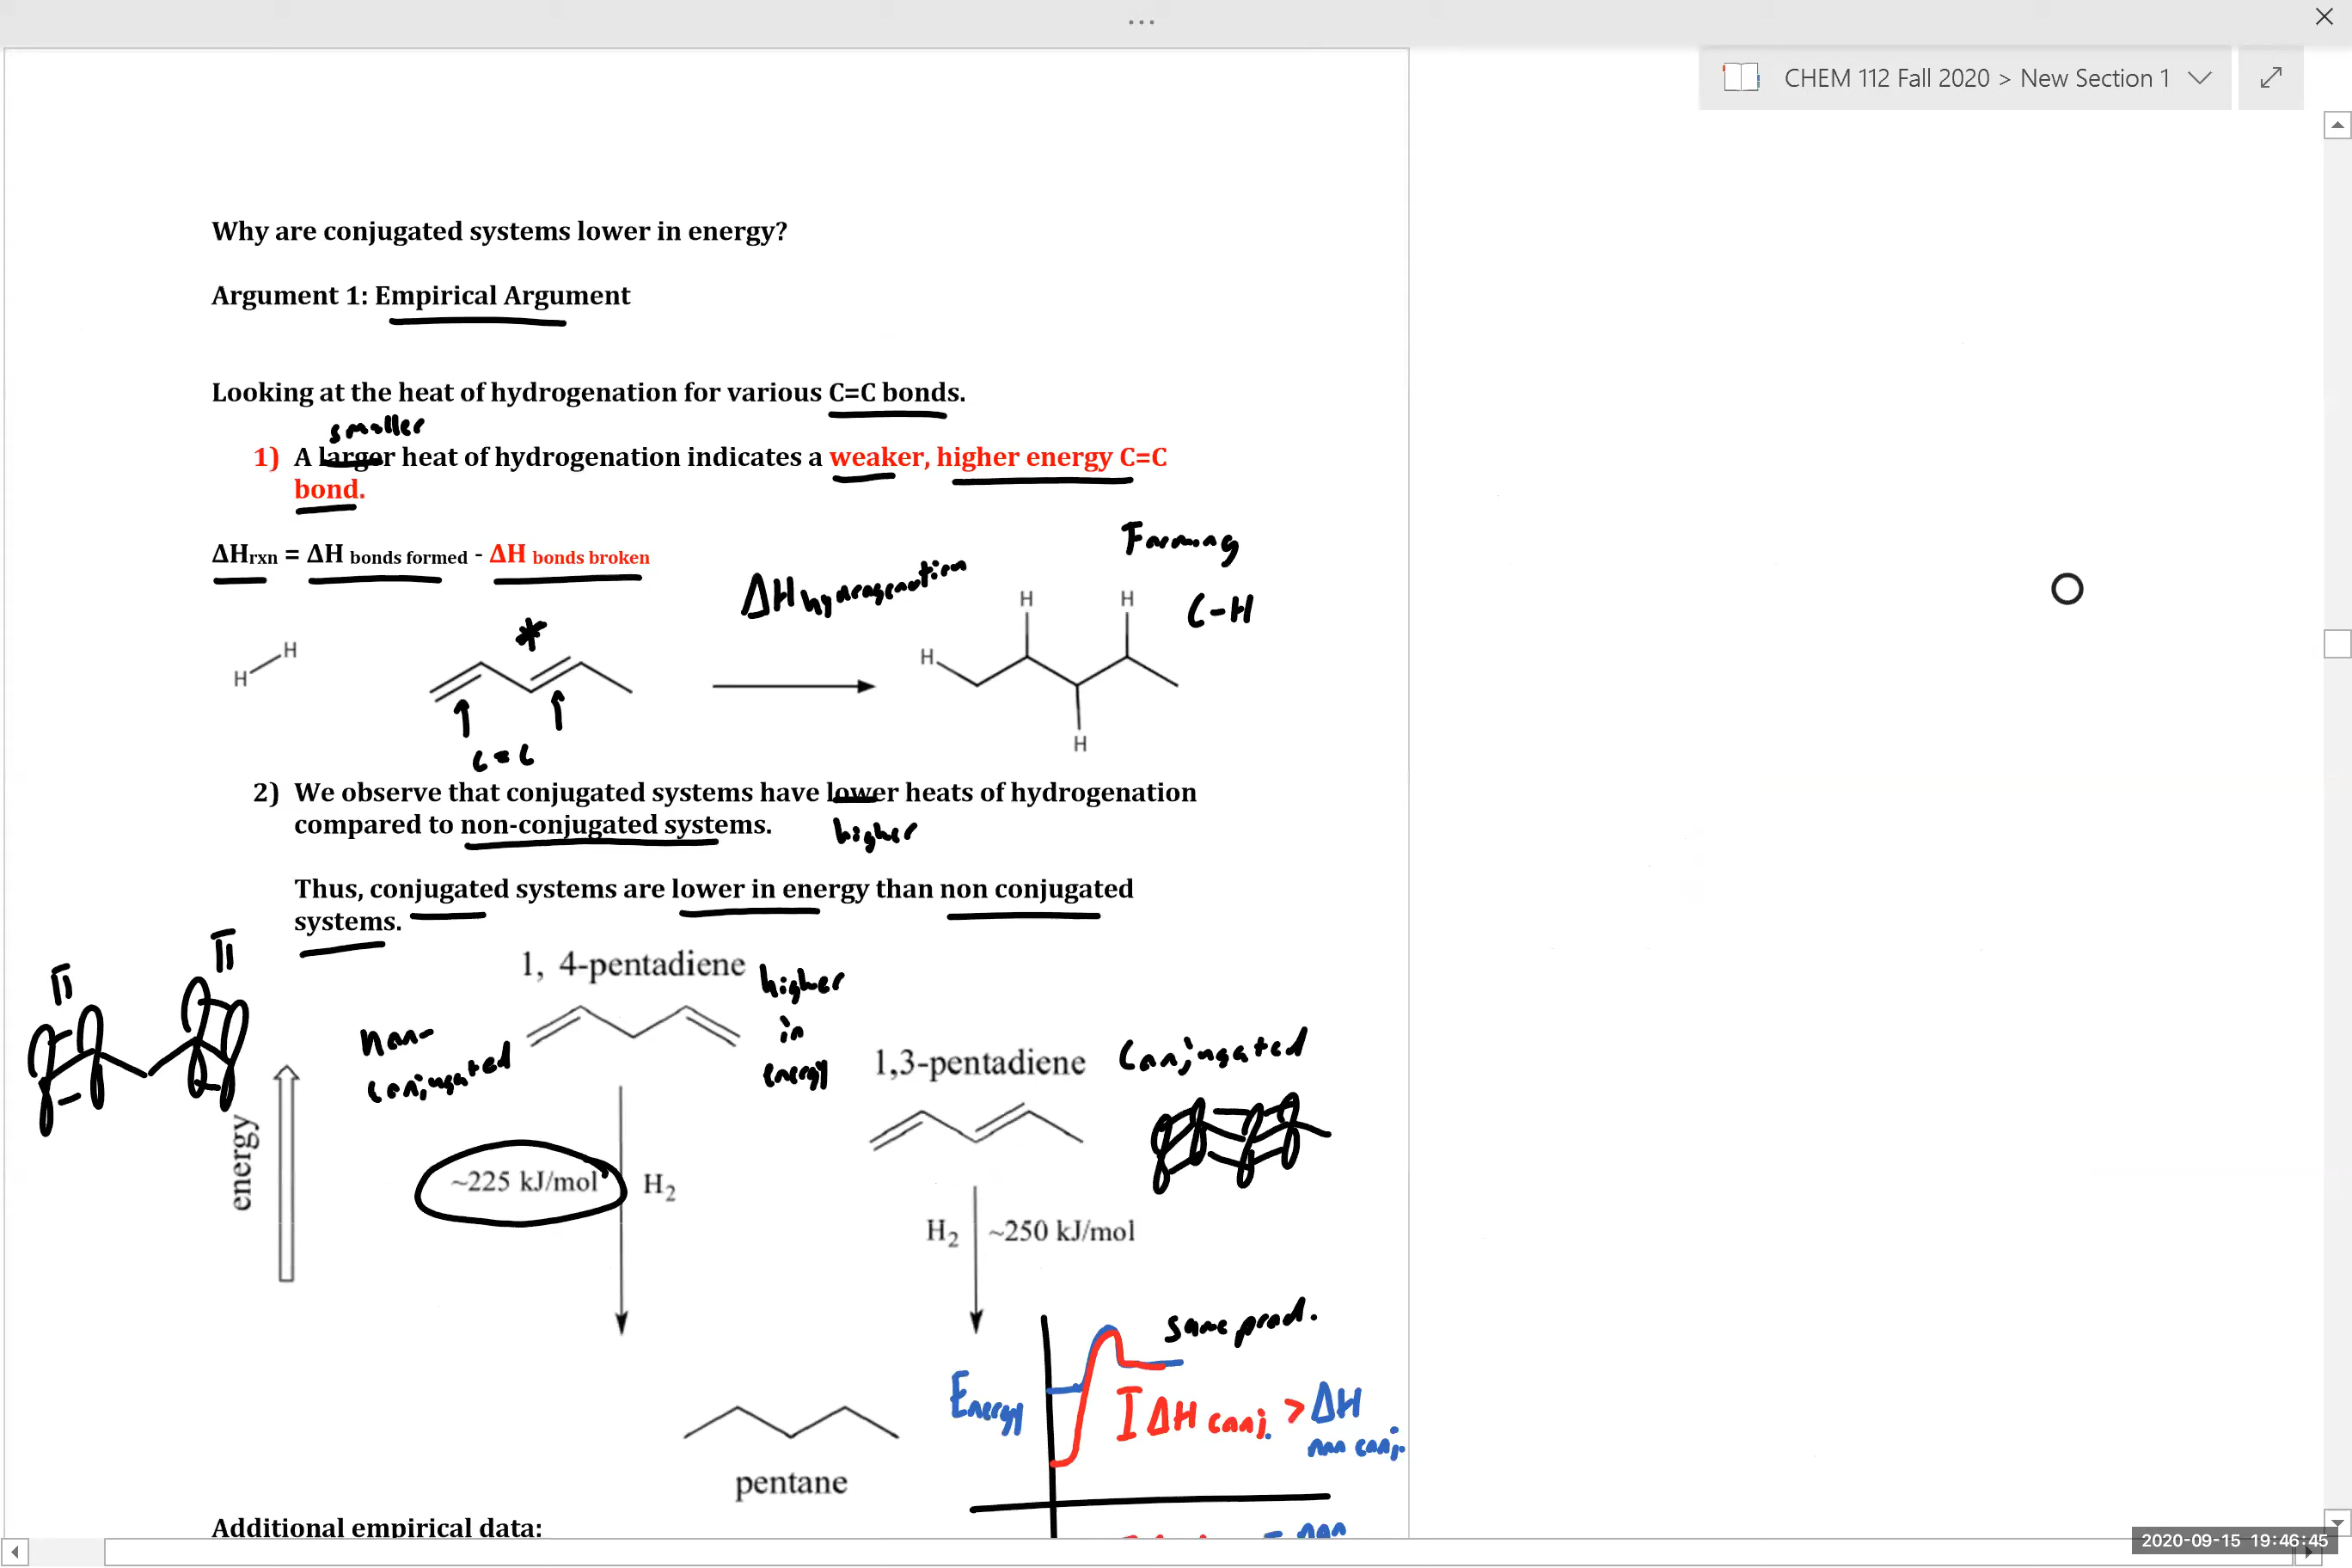 CHEM 112 Fall 2020 > New Section 1
Why are conjugated systems lower in energy?
Argument 1: Empirical Argument
Looking at the heat of hydrogenation for various C=C bonds.
smaller
1) A larger heat of hydrogenation indicates a weaker, higher energy C=C
bond.
ΔHrxn = ΔH bonds formed - ΔH bonds broken
ΔH hydrogenation
Forming
C-H
H H
H
H
H
*
H
C=C
2) We observe that conjugated systems have lower heats of hydrogenation
compared to non-conjugated systems.
higher
Thus, conjugated systems are lower in energy than non conjugated
systems.
π π
1, 4-pentadiene
higher
in
energy
non-
conjugated
1,3-pentadiene
Conjugated
energy
~225 kJ/mol H₂
H₂ ~250 kJ/mol
same prod.
Energy
ΔH conj. > ΔH
non conj.
pentane
Additional empirical data:
non
2020-09-15 19:46:45